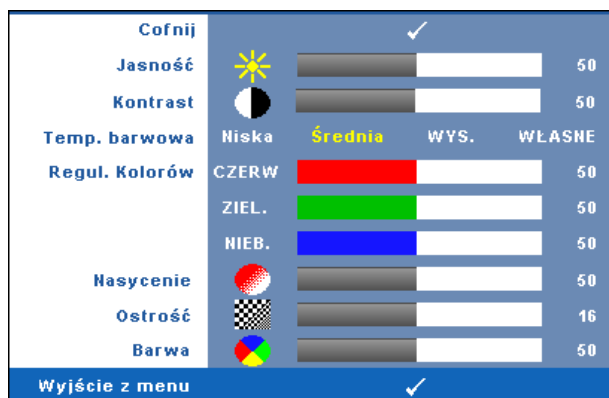 Cofnij
Jasność 50
Kontrast 50
Temp. barwowa Niska Średnia WYS. WŁASNE
Regul. Kolorów CZERW 50
ZIEL. 50
NIEB. 50
Nasycenie 50
Ostrość 16
Barwa 50
Wyjście z menu